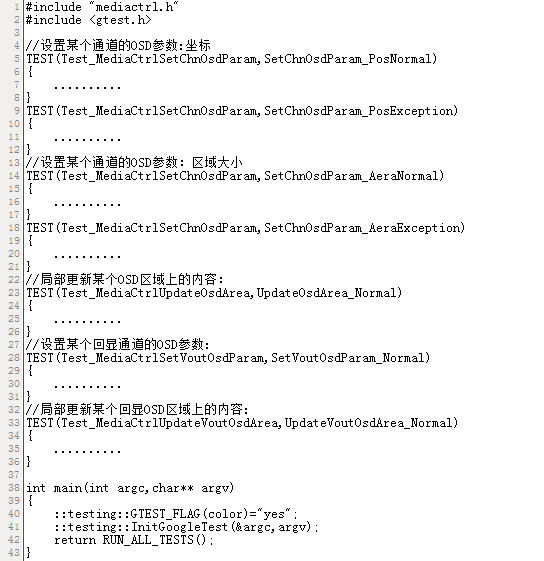 1 #include "mediactrl.h"
2 #include <gtest.h>
3
4 //设置某个通道的OSD参数:坐标
5 TEST(Test_MediaCtrlSetChnOsdParam,SetChnOsdParam_PosNormal)
6 {
7 ..........
8 }
9 TEST(Test_MediaCtrlSetChnOsdParam,SetChnOsdParam_PosException)
10 {
11 ..........
12 }
13 //设置某个通道的OSD参数: 区域大小
14 TEST(Test_MediaCtrlSetChnOsdParam,SetChnOsdParam_AeraNormal)
15 {
16 ..........
17 }
18 TEST(Test_MediaCtrlSetChnOsdParam,SetChnOsdParam_AeraException)
19 {
20 ..........
21 }
22 //局部更新某个OSD区域上的内容:
23 TEST(Test_MediaCtrlUpdateOsdArea,UpdateOsdArea_Normal)
24 {
25 ..........
26 }
27 //设置某个回显通道的OSD参数:
28 TEST(Test_MediaCtrlSetVoutOsdParam,SetVoutOsdParam_Normal)
29 {
30 ..........
31 }
32 //局部更新某个回显OSD区域上的内容:
33 TEST(Test_MediaCtrlUpdateVoutOsdArea,UpdateVoutOsdArea_Normal)
34 {
35 ..........
36 }
37
38 int main(int argc,char** argv)
39 {
40 ::testing::GTEST_FLAG(color)="yes";
41 ::testing::InitGoogleTest(&argc,argv);
42 return RUN_ALL_TESTS();
43 }